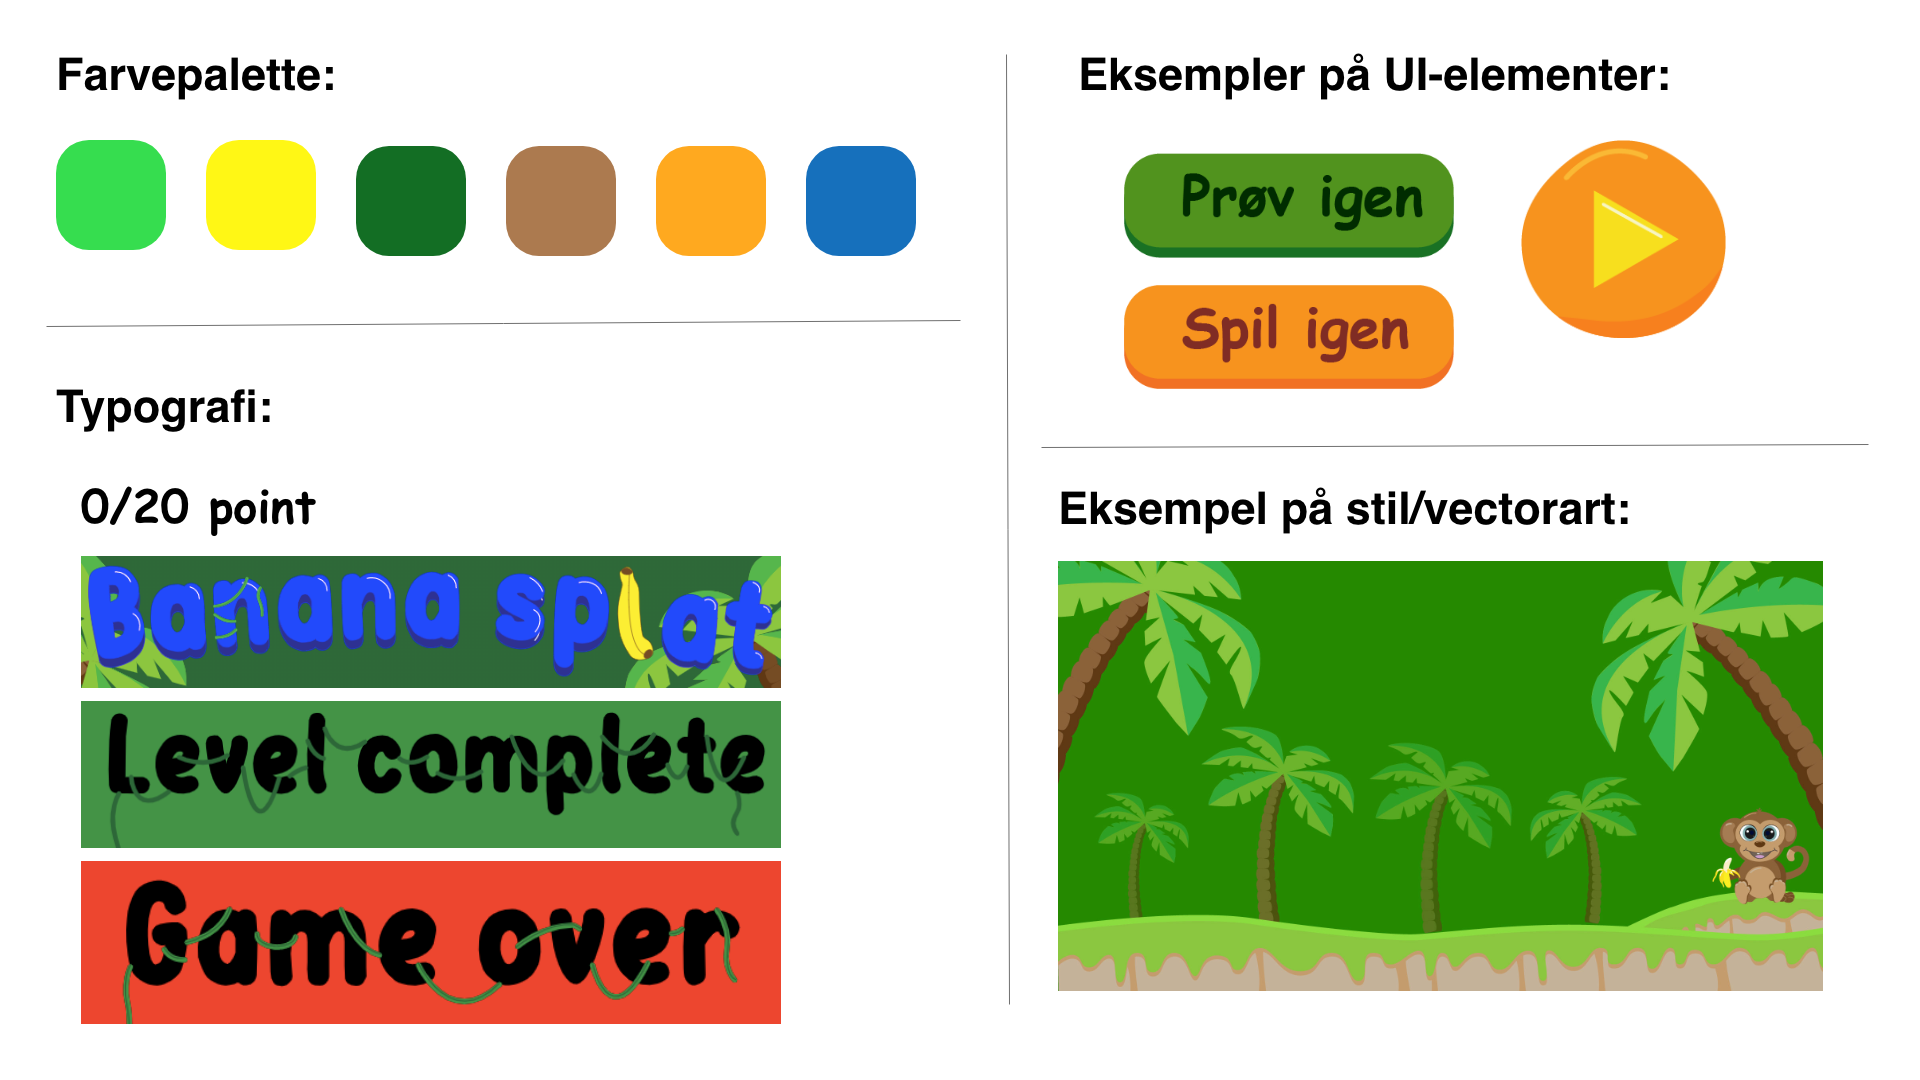 Farvepalette:
Typografi:
0/20 point
Banana splat
Level complete
Game over
Eksempler på UI-elementer:
Prøv igen
Spil igen
Eksempel på stil/vectorart: